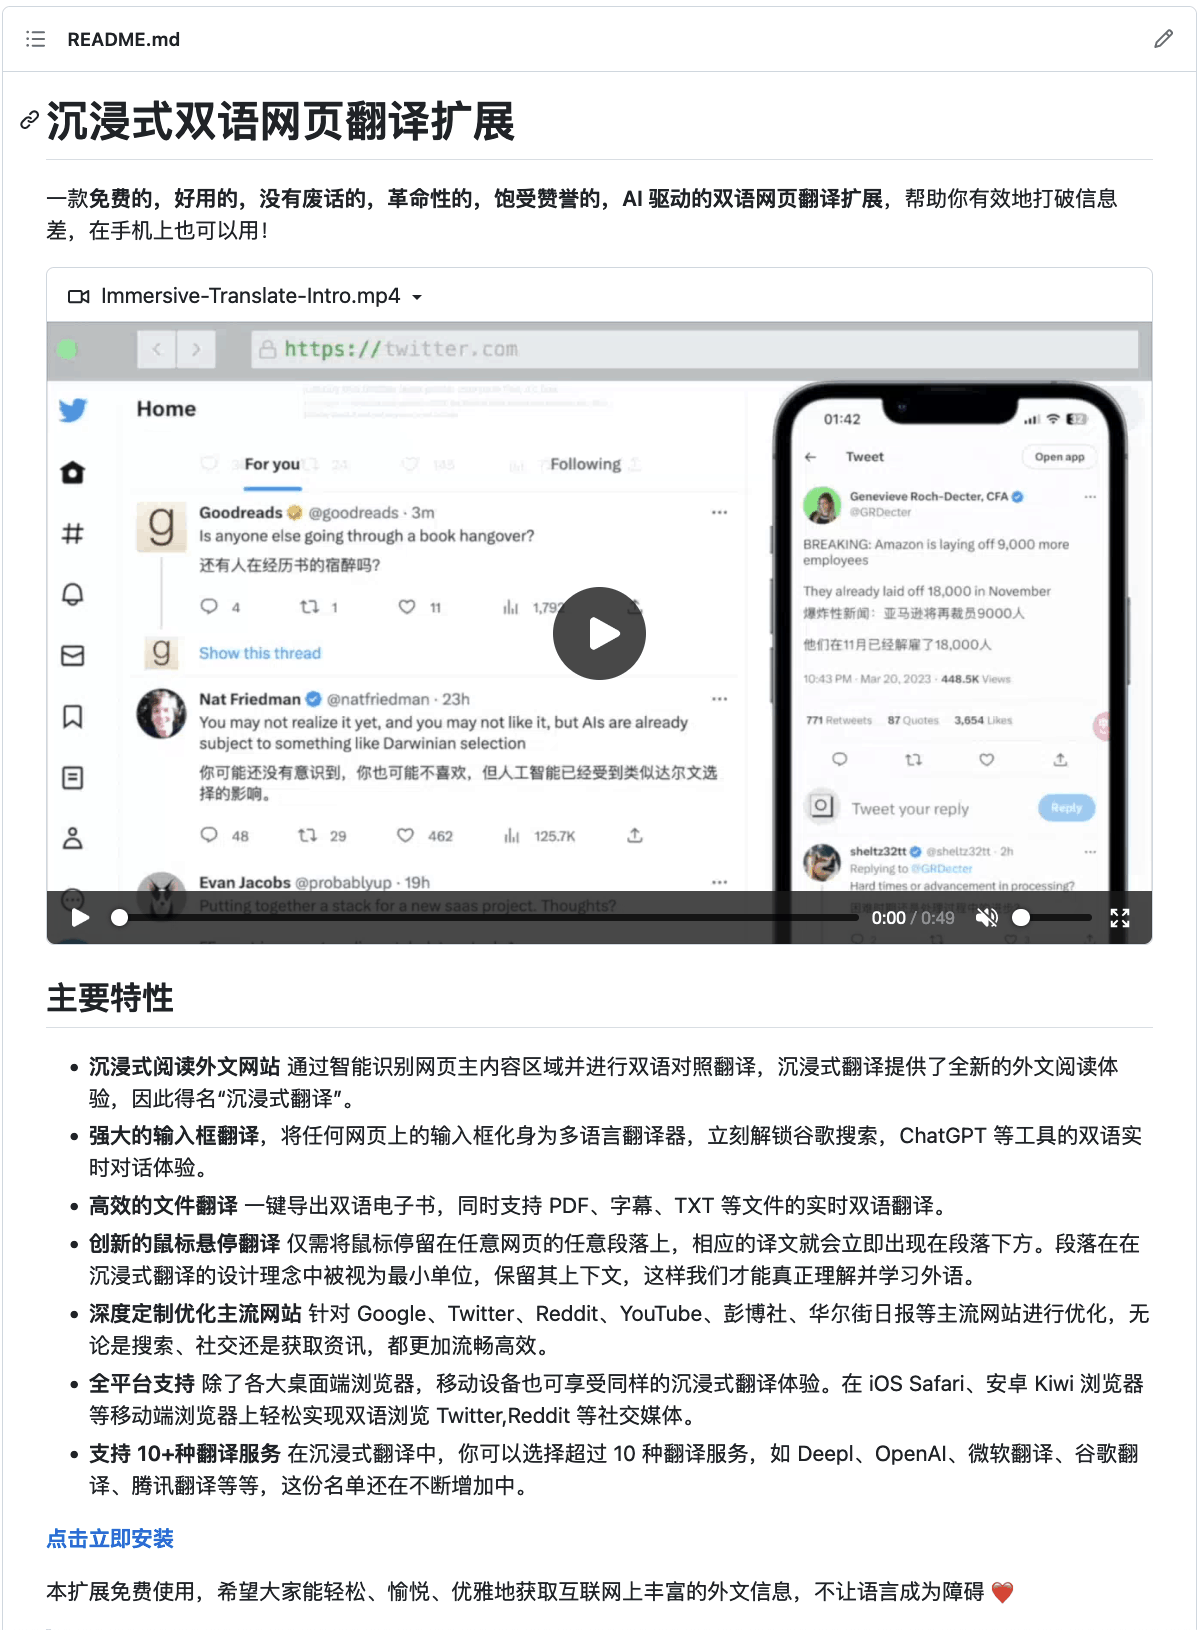 README.md
沉浸式双语网页翻译扩展
一款免费的，好用的，没有废话的，革命性的，饱受赞誉的，AI 驱动的双语网页翻译扩展，帮助你有效地打破信息
差，在手机上也可以用！
Immersive-Translate-Intro.mp4
https://twitter.com
Home
For you
Following
Goodreads @goodreads · 3m
Is anyone else going through a book hangover?
还有人在经历书的宿醉吗？
4 1 11 1,792
Show this thread
Nat Friedman @natfriedman · 23h
You may not realize it yet, and you may not like it, but AIs are already
subject to something like Darwinian selection
你可能还没有意识到，你也可能不喜欢，但人工智能已经受到类似达尔文选
择的影响。
48 29 462 125.7K
Evan Jacobs @probablyup · 19h
Putting together a stack for a new saas project. Thoughts?
01:42
Tweet
Open app
Genevieve Roch-Decter, CFA
@GRDecter
BREAKING: Amazon is laying off 9,000 more
employees
They already laid off 18,000 in November
爆炸性新闻：亚马逊将再裁员9000人
他们在11月已经解雇了18,000人
10:43 PM · Mar 20, 2023 · 448.5K Views
771 Retweets 87 Quotes 3,654 Likes
Tweet your reply
Reply
sheltz32tt @sheltz32tt · 2h
Replying to @GRDecter
Hard times or advancement in processing?
0:00 / 0:49
主要特性
沉浸式阅读外文网站 通过智能识别网页主内容区域并进行双语对照翻译，沉浸式翻译提供了全新的外文阅读体
验，因此得名“沉浸式翻译”。
强大的输入框翻译，将任何网页上的输入框化身为多语言翻译器，立刻解锁谷歌搜索，ChatGPT 等工具的双语实
时对话体验。
高效的文件翻译 一键导出双语电子书，同时支持 PDF、字幕、TXT 等文件的实时双语翻译。
创新的鼠标悬停翻译 仅需将鼠标停留在任意网页的任意段落上，相应的译文就会立即出现在段落下方。段落在在
沉浸式翻译的设计理念中被视为最小单位，保留其上下文，这样我们才能真正理解并学习外语。
深度定制优化主流网站 针对 Google、Twitter、Reddit、YouTube、彭博社、华尔街日报等主流网站进行优化，无
论是搜索、社交还是获取资讯，都更加流畅高效。
全平台支持 除了各大桌面端浏览器，移动设备也可享受同样的沉浸式翻译体验。在 iOS Safari、安卓 Kiwi 浏览器
等移动端浏览器上轻松实现双语浏览 Twitter,Reddit 等社交媒体。
支持 10+种翻译服务 在沉浸式翻译中，你可以选择超过 10 种翻译服务，如 Deepl、OpenAI、微软翻译、谷歌翻
译、腾讯翻译等等，这份名单还在不断增加中。
点击立即安装
本扩展免费使用，希望大家能轻松、愉悦、优雅地获取互联网上丰富的外文信息，不让语言成为障碍 ❤️